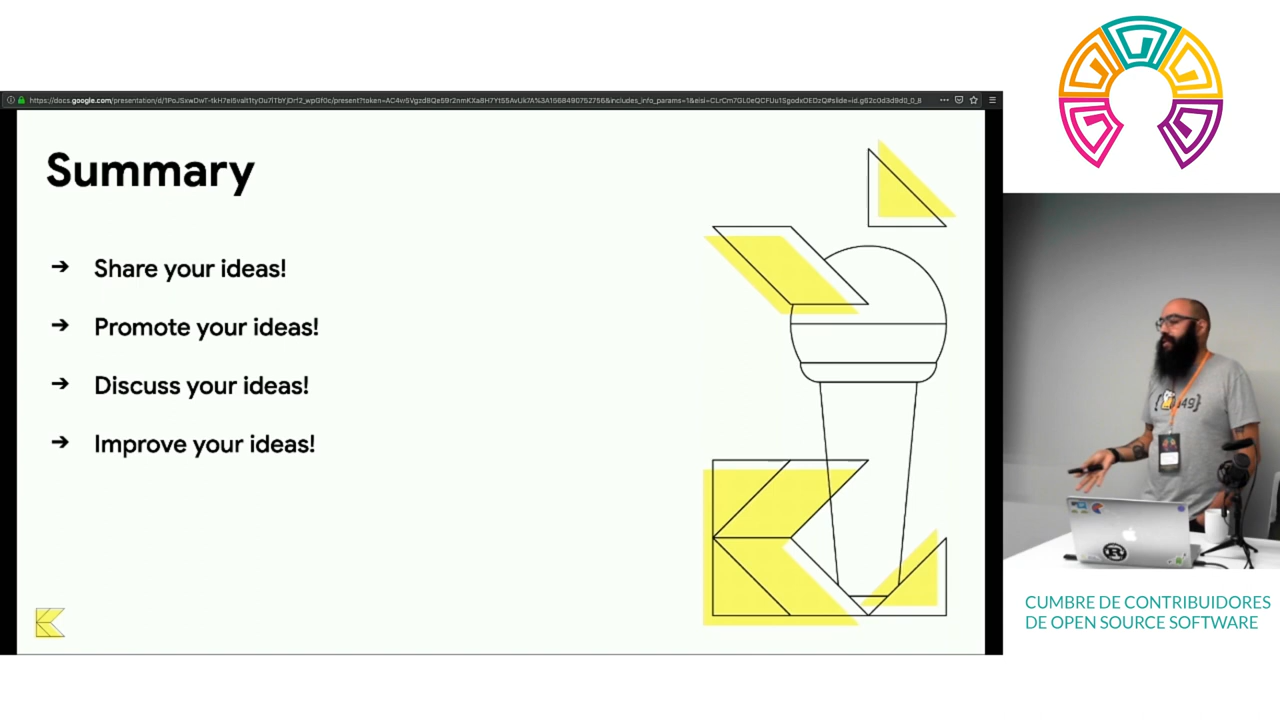 Summary
➔ Share your ideas!
➔ Promote your ideas!
➔ Discuss your ideas!
➔ Improve your ideas!
CUMBRE DE CONTRIBUIDORES
DE OPEN SOURCE SOFTWARE